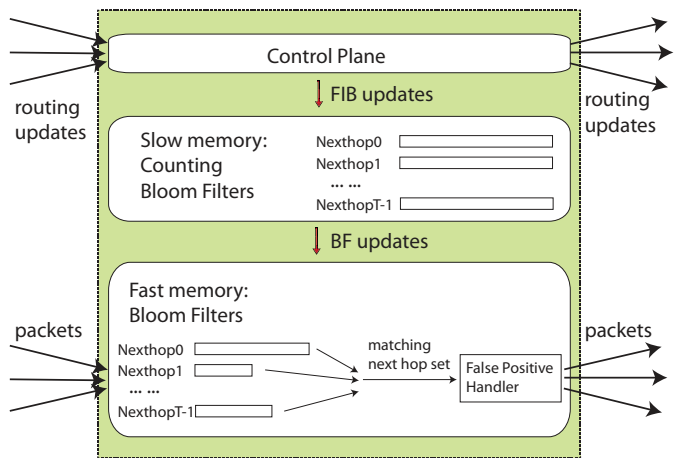 Control Plane
FIB updates
routing
updates
routing
updates
Slow memory:
Counting
Bloom Filters
Nexthop0
Nexthop1
... ...
NexthopT-1
BF updates
Fast memory:
Bloom Filters
packets
packets
Nexthop0
Nexthop1
... ...
NexthopT-1
matching
next hop set
False Positive
Handler